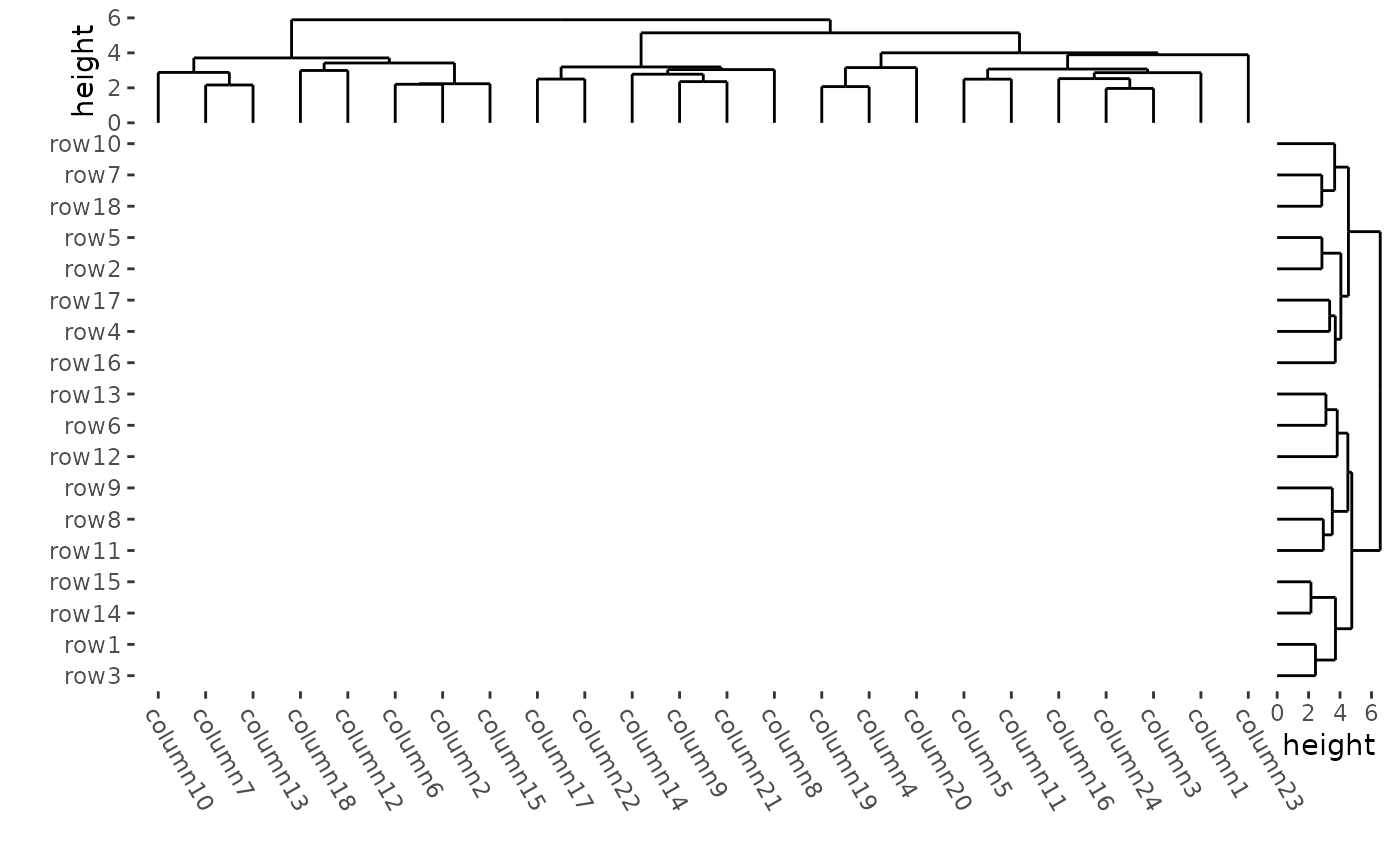 height
6
4
2
0
row10
row7
row18
row5
row2
row17
row4
row16
row13
row6
row12
row9
row8
row11
row15
row14
row1
row3
column10
column7
column13
column18
column12
column6
column2
column15
column17
column22
column14
column9
column21
column8
column19
column4
column20
column5
column11
column16
column24
column3
column1
column23
0 2 4 6
height